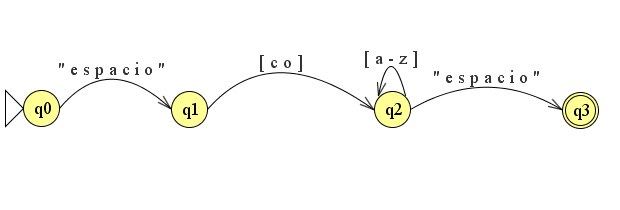 "espacio"
[co]
[a-z]
"espacio"
q0
q1
q2
q3